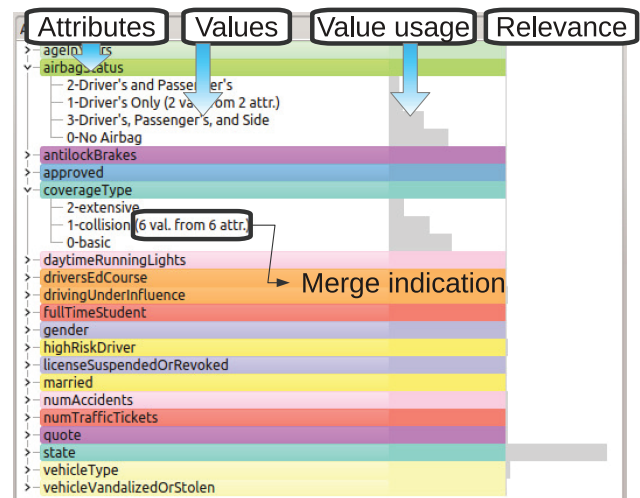 Attributes Values Value usage Relevance
airbagStatus
2-Driver's and Passenger's
1-Driver's Only (2 val. from 2 attr.)
3-Driver's, Passenger's, and Side
0-No Airbag
antilockBrakes
approved
coverageType
2-extensive
1-collision (6 val. from 6 attr.)
0-basic
daytimeRunningLights
driversEdCourse
Merge indication
drivingUnderInfluence
fullTimeStudent
gender
highRiskDriver
licenseSuspendedOrRevoked
married
numAccidents
numTrafficTickets
quote
state
vehicleType
vehicleVandalizedOrStolen